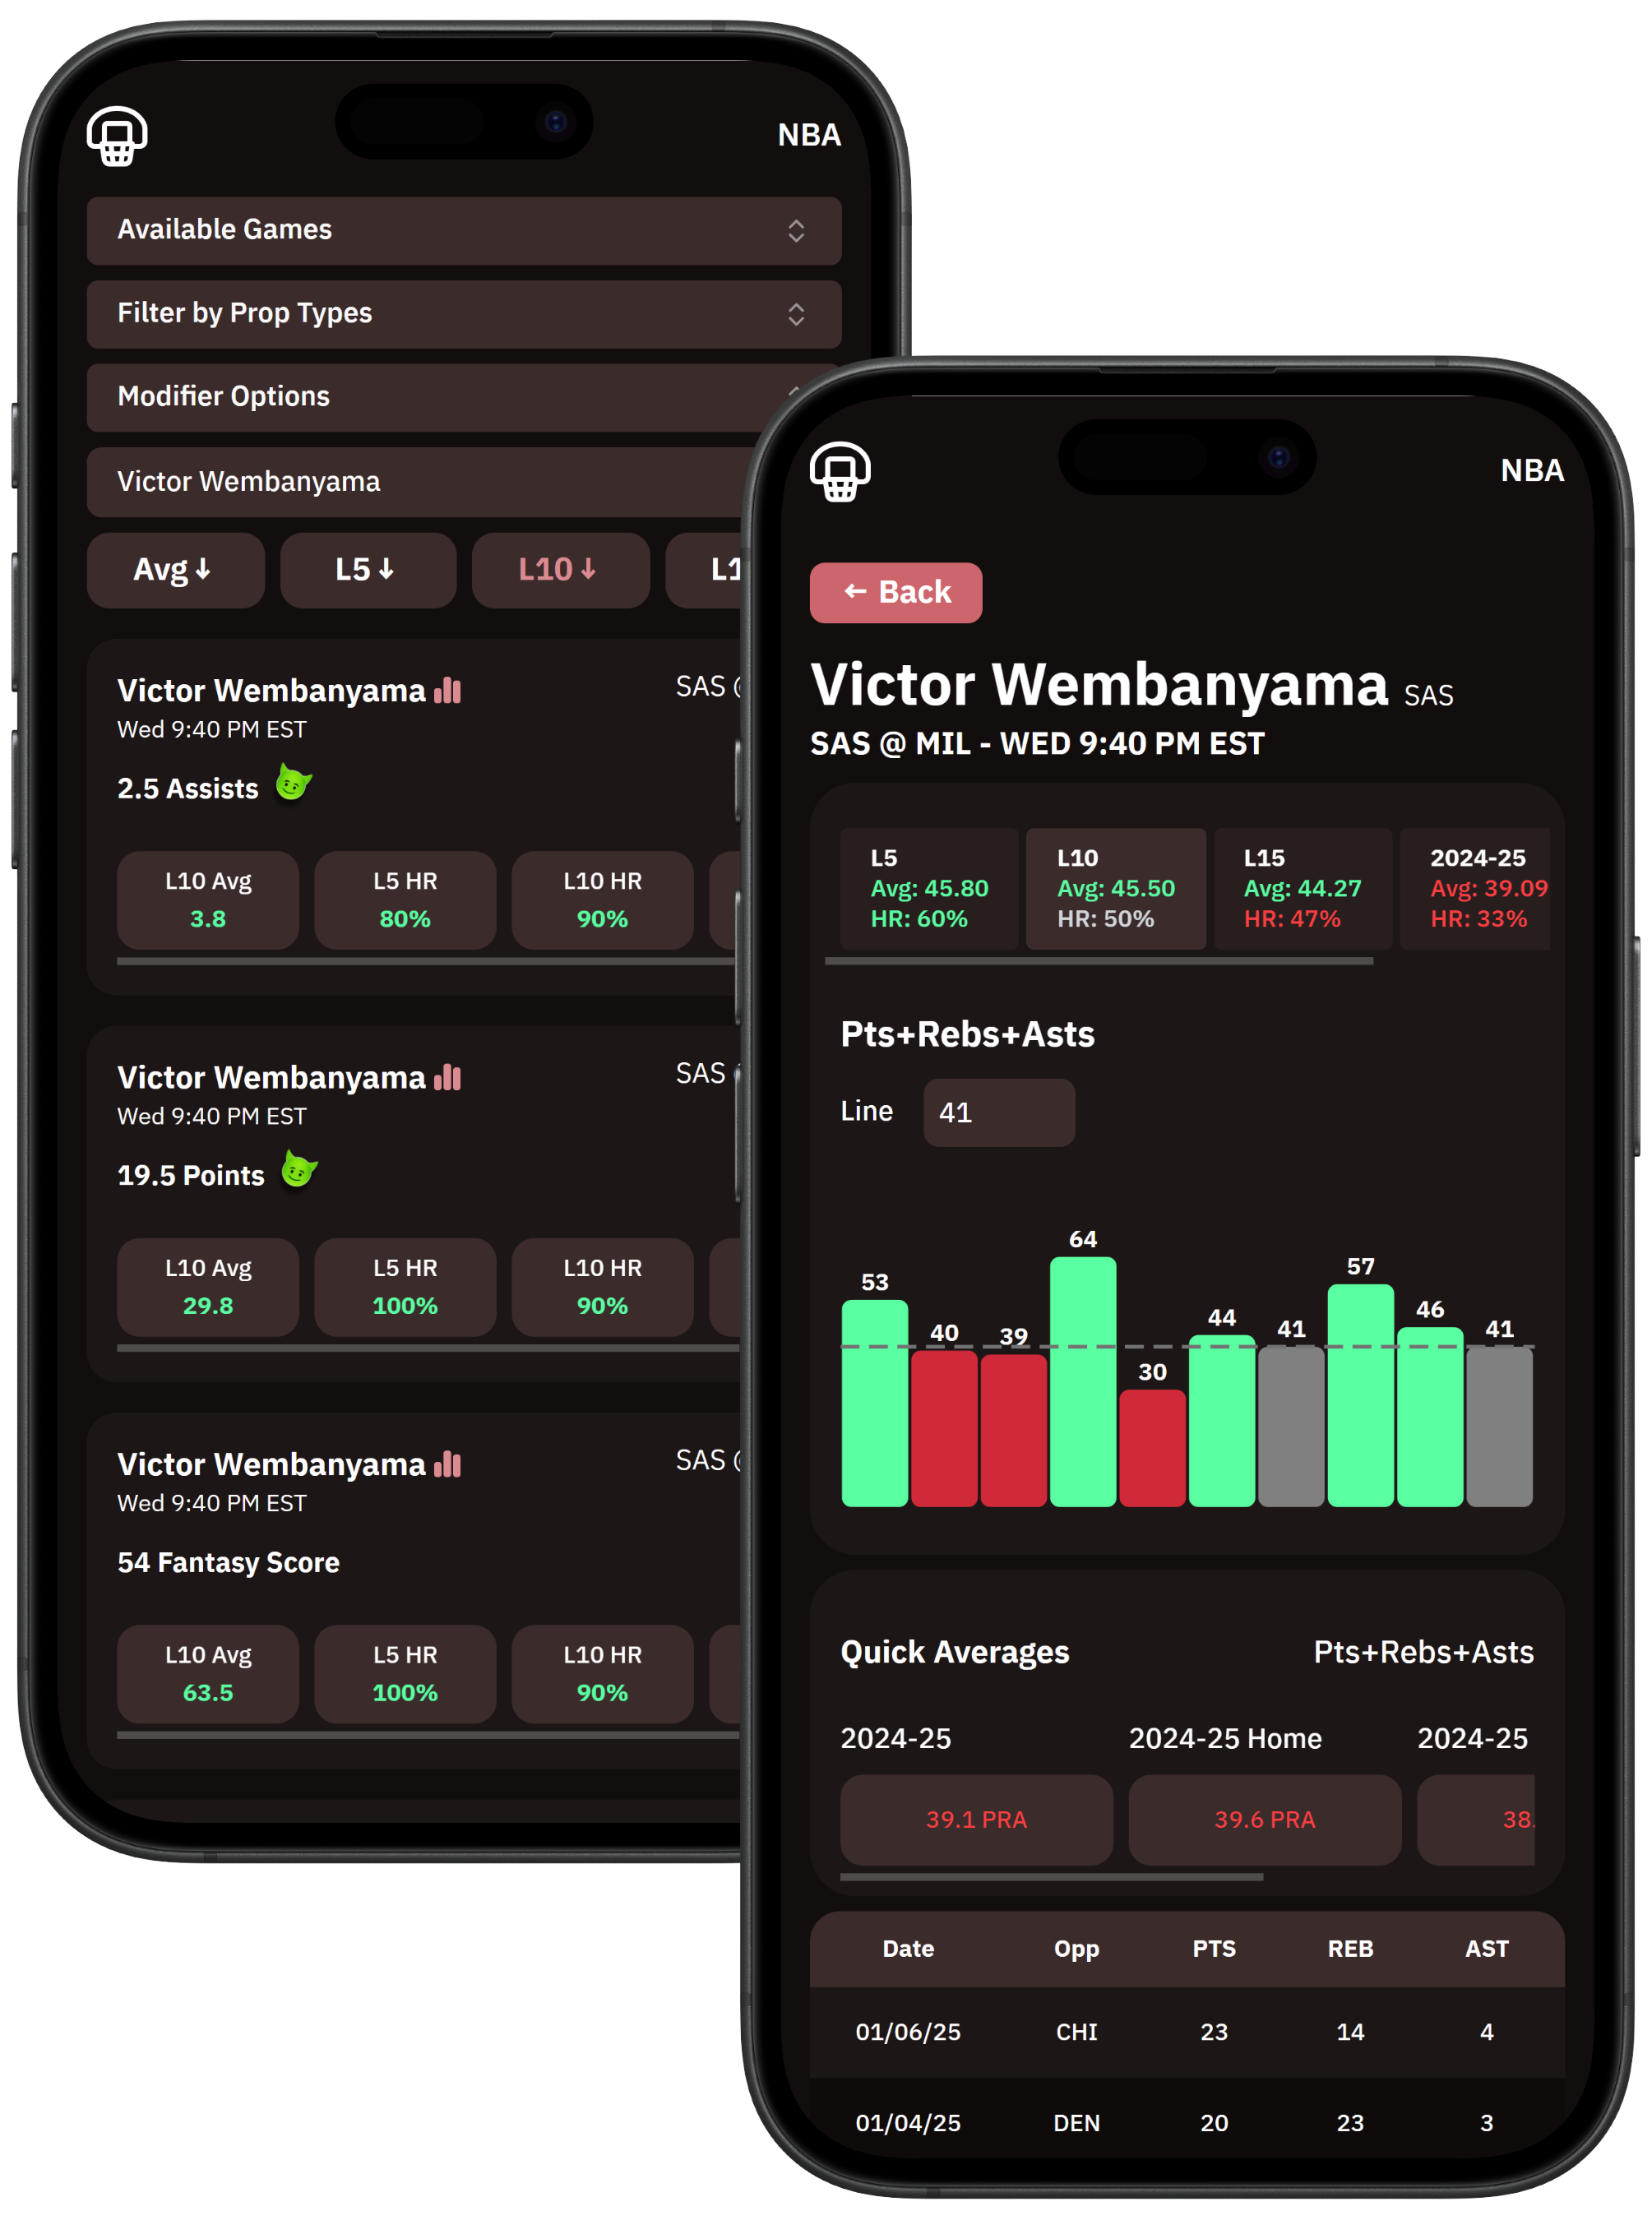 NBA
Available Games
Filter by Prop Types
Modifier Options
Victor Wembanyama
Avg ↓ L5 ↓ L10 ↓
Victor Wembanyama SAS
Wed 9:40 PM EST
2.5 Assists
L10 Avg L5 HR L10 HR
3.8 80% 90%
Victor Wembanyama SAS
Wed 9:40 PM EST
19.5 Points
L10 Avg L5 HR L10 HR
29.8 100% 90%
Victor Wembanyama SAS
Wed 9:40 PM EST
54 Fantasy Score
L10 Avg L5 HR L10 HR
63.5 100% 90%
NBA
← Back
Victor Wembanyama SAS
SAS @ MIL - WED 9:40 PM EST
L5 L10 L15 2024-25
Avg: 45.80 Avg: 45.50 Avg: 44.27 Avg: 39.09
HR: 60% HR: 50% HR: 47% HR: 33%
Pts+Rebs+Asts
Line 41
53 40 39 64 30 44 41 57 46 41
Quick Averages Pts+Rebs+Asts
2024-25 2024-25 Home 2024-25
39.1 PRA 39.6 PRA 38.
Date Opp PTS REB AST
01/06/25 CHI 23 14 4
01/04/25 DEN 20 23 3